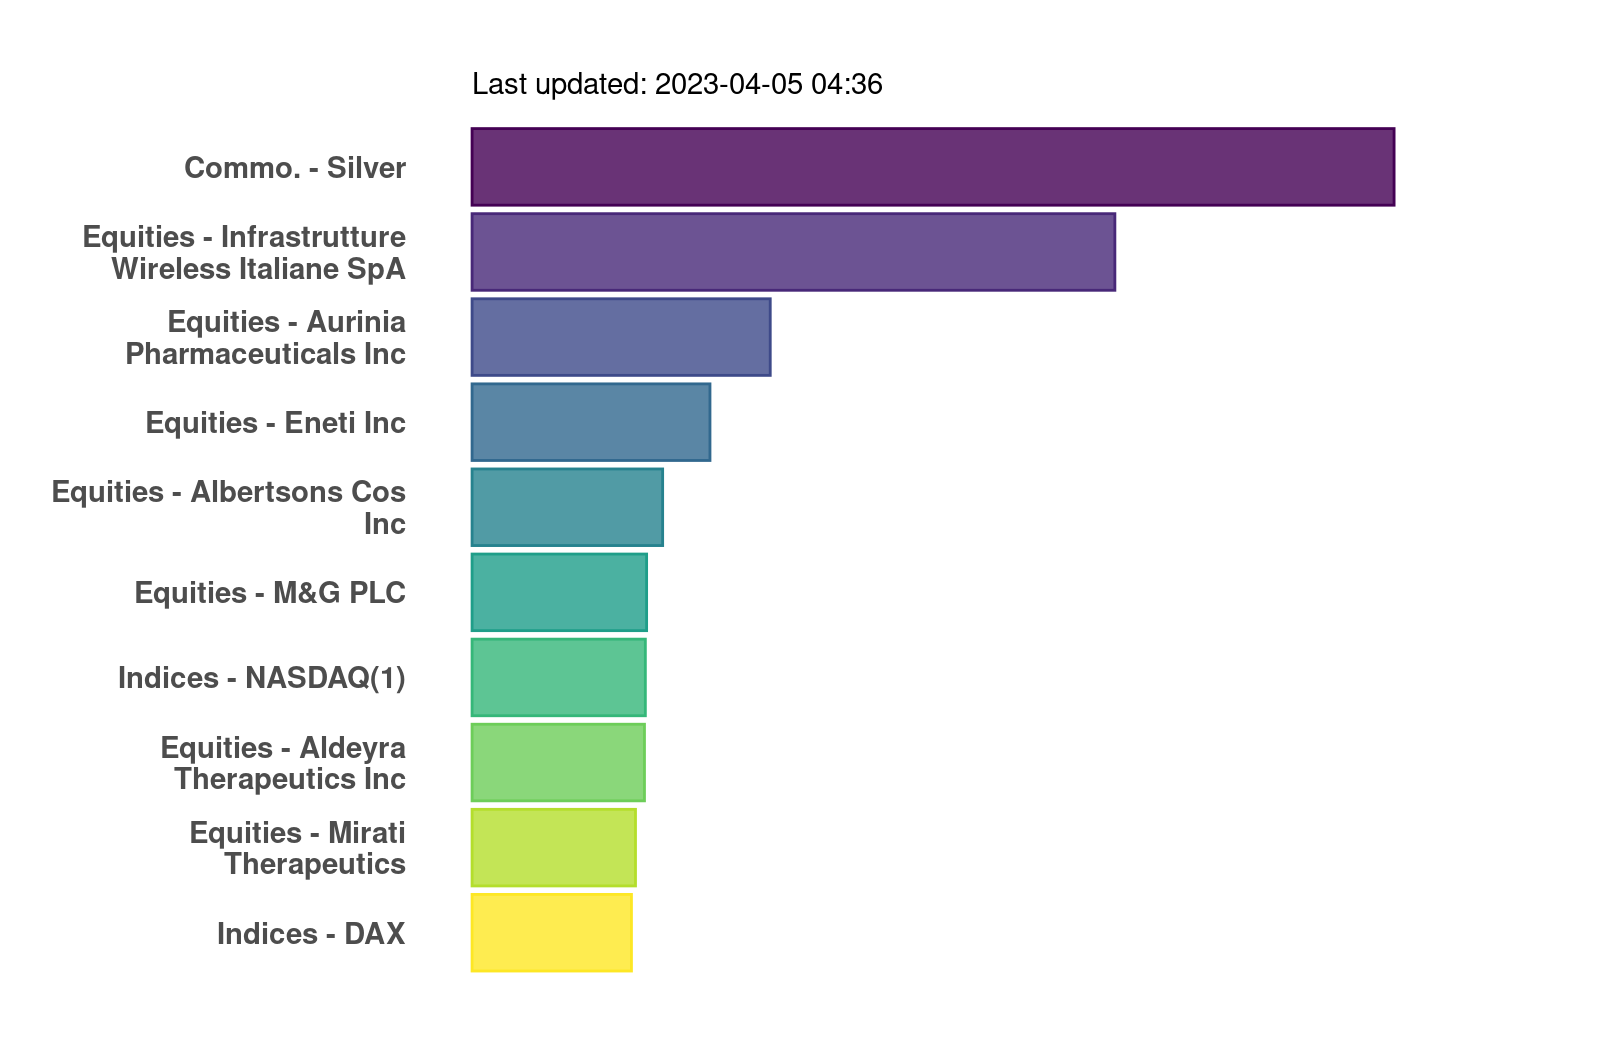 Last updated: 2023-04-05 04:36
Commo. - Silver
Equities - Infrastrutture
Wireless Italiane SpA
Equities - Aurinia
Pharmaceuticals Inc
Equities - Eneti Inc
Equities - Albertsons Cos
Inc
Equities - M&G PLC
Indices - NASDAQ(1)
Equities - Aldeyra
Therapeutics Inc
Equities - Mirati
Therapeutics
Indices - DAX